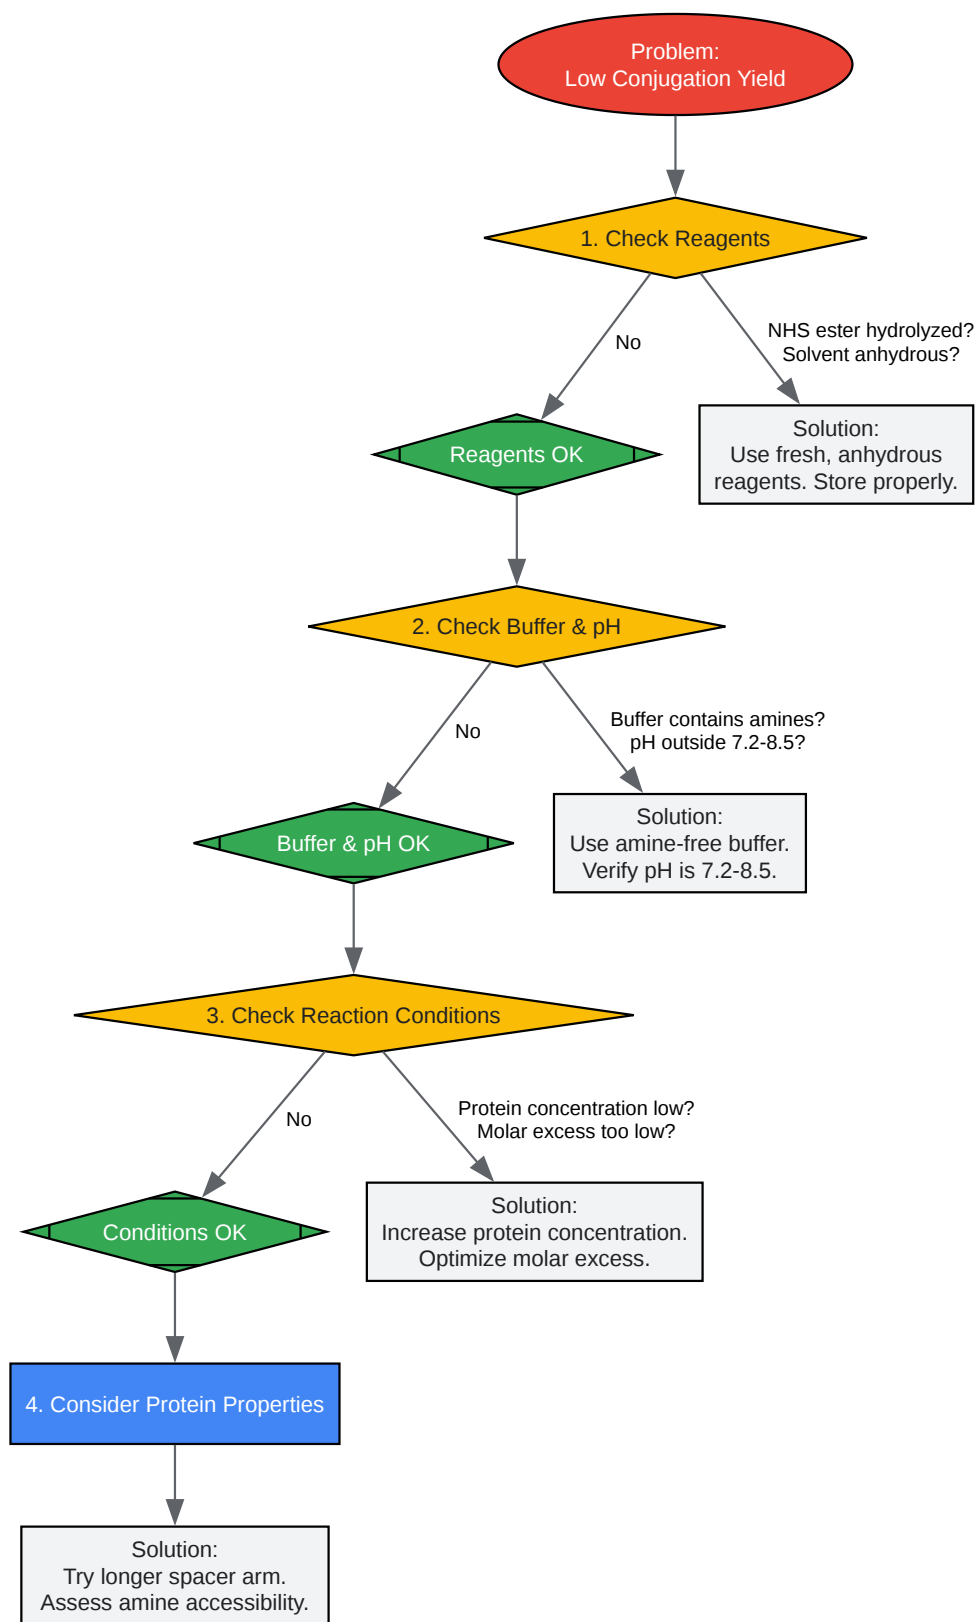 Problem:
Low Conjugation Yield
1. Check Reagents
No
NHS ester hydrolyzed?
Solvent anhydrous?
Reagents OK
Solution:
Use fresh, anhydrous
reagents. Store properly.
2. Check Buffer & pH
No
Buffer contains amines?
pH outside 7.2-8.5?
Buffer & pH OK
Solution:
Use amine-free buffer.
Verify pH is 7.2-8.5.
3. Check Reaction Conditions
No
Protein concentration low?
Molar excess too low?
Conditions OK
Solution:
Increase protein concentration.
Optimize molar excess.
4. Consider Protein Properties
Solution:
Try longer spacer arm.
Assess amine accessibility.